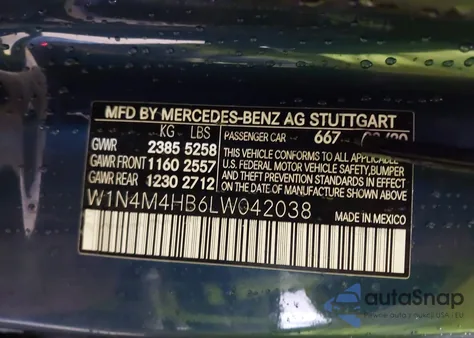 MFD BY MERCEDES-BENZ AG STUTTGART
KG LBS
GVWR 2385 5258
GAWR FRONT 1160 2557
GAWR REAR 1230 2712
PASSENGER CAR 667
THIS VEHICLE CONFORMS TO ALL APPLICABLE
U.S. FEDERAL MOTOR VEHICLE SAFETY, BUMPER
AND THEFT PREVENTION STANDARDS IN EFFECT ON
THE DATE OF MANUFACTURE SHOWN ABOVE
W1N4M4HB6LW042038
MADE IN MEXICO
autoSnap